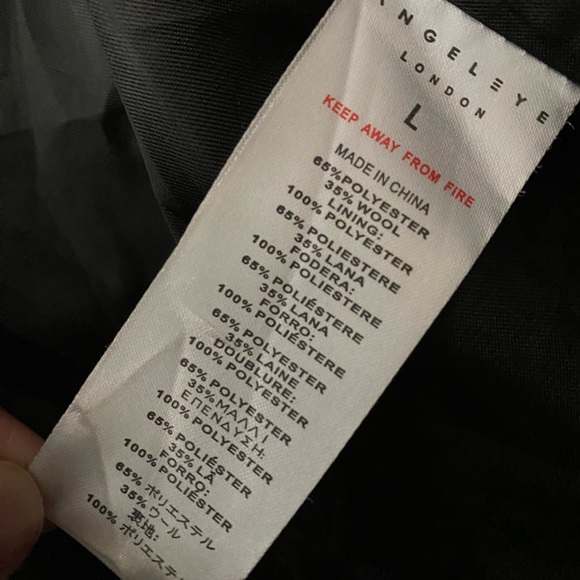 ANGELEYE
LONDON
L
KEEP AWAY FROM FIRE
MADE IN CHINA
65%POLYESTER
35% WOOL
LINING:
100% POLYESTER
65% POLIESTERE
35% LANA
FODERA:
100% POLIESTERE
65% POLIÉSTERE
35% LANA
FORRO:
100% POLIÉSTERE
65% POLYESTER
35% LAINE
DOUBLURE:
100% POLYESTER
65% POLYESTER
35% ΜΑΛΛΙ
ΕΠΕΝΔΥΣΗ:
100% POLYESTER
65% POLIÉSTER
35% LÃ
FORRO:
100% POLIÉSTER
65% ポリエステル
35% ウール
裏地:
100% ポリエステ